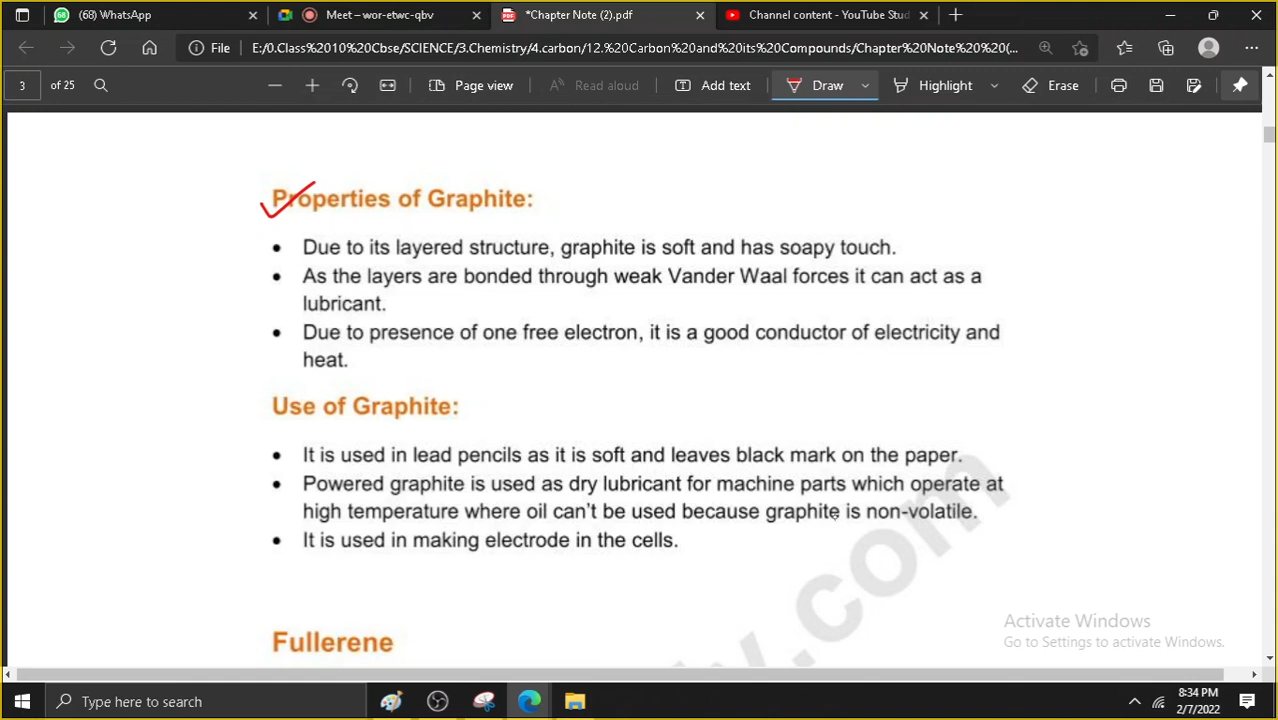 (68) WhatsApp
Meet – wor-etwc-qbv
*Chapter Note (2).pdf
Channel content - YouTube Stud
File
E:/0.Class%2010%20Cbse/SCIENCE/3.Chemistry/4.carbon/12.%20Carbon%20and%20its%20Compounds/Chapter%20Note%20%20(...
3 of 25
Page view
Read aloud
Add text
Draw
Highlight
Erase
Properties of Graphite:
• Due to its layered structure, graphite is soft and has soapy touch.
• As the layers are bonded through weak Vander Waal forces it can act as a
lubricant.
• Due to presence of one free electron, it is a good conductor of electricity and
heat.
Use of Graphite:
• It is used in lead pencils as it is soft and leaves black mark on the paper.
• Powered graphite is used as dry lubricant for machine parts which operate at
high temperature where oil can't be used because graphite is non-volatile.
• It is used in making electrode in the cells.
Fullerene
.com
Activate Windows
Go to Settings to activate Windows.
Type here to search
8:34 PM
2/7/2022